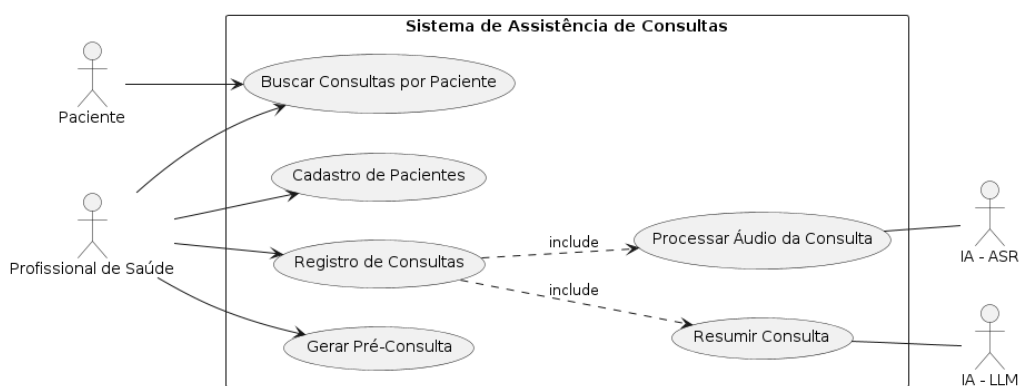 Sistema de Assistência de Consultas
Buscar Consultas por Paciente
Paciente
Cadastro de Pacientes
Profissional de Saúde
Registro de Consultas
include
include
Processar Áudio da Consulta
IA - ASR
Gerar Pré-Consulta
Resumir Consulta
IA - LLM